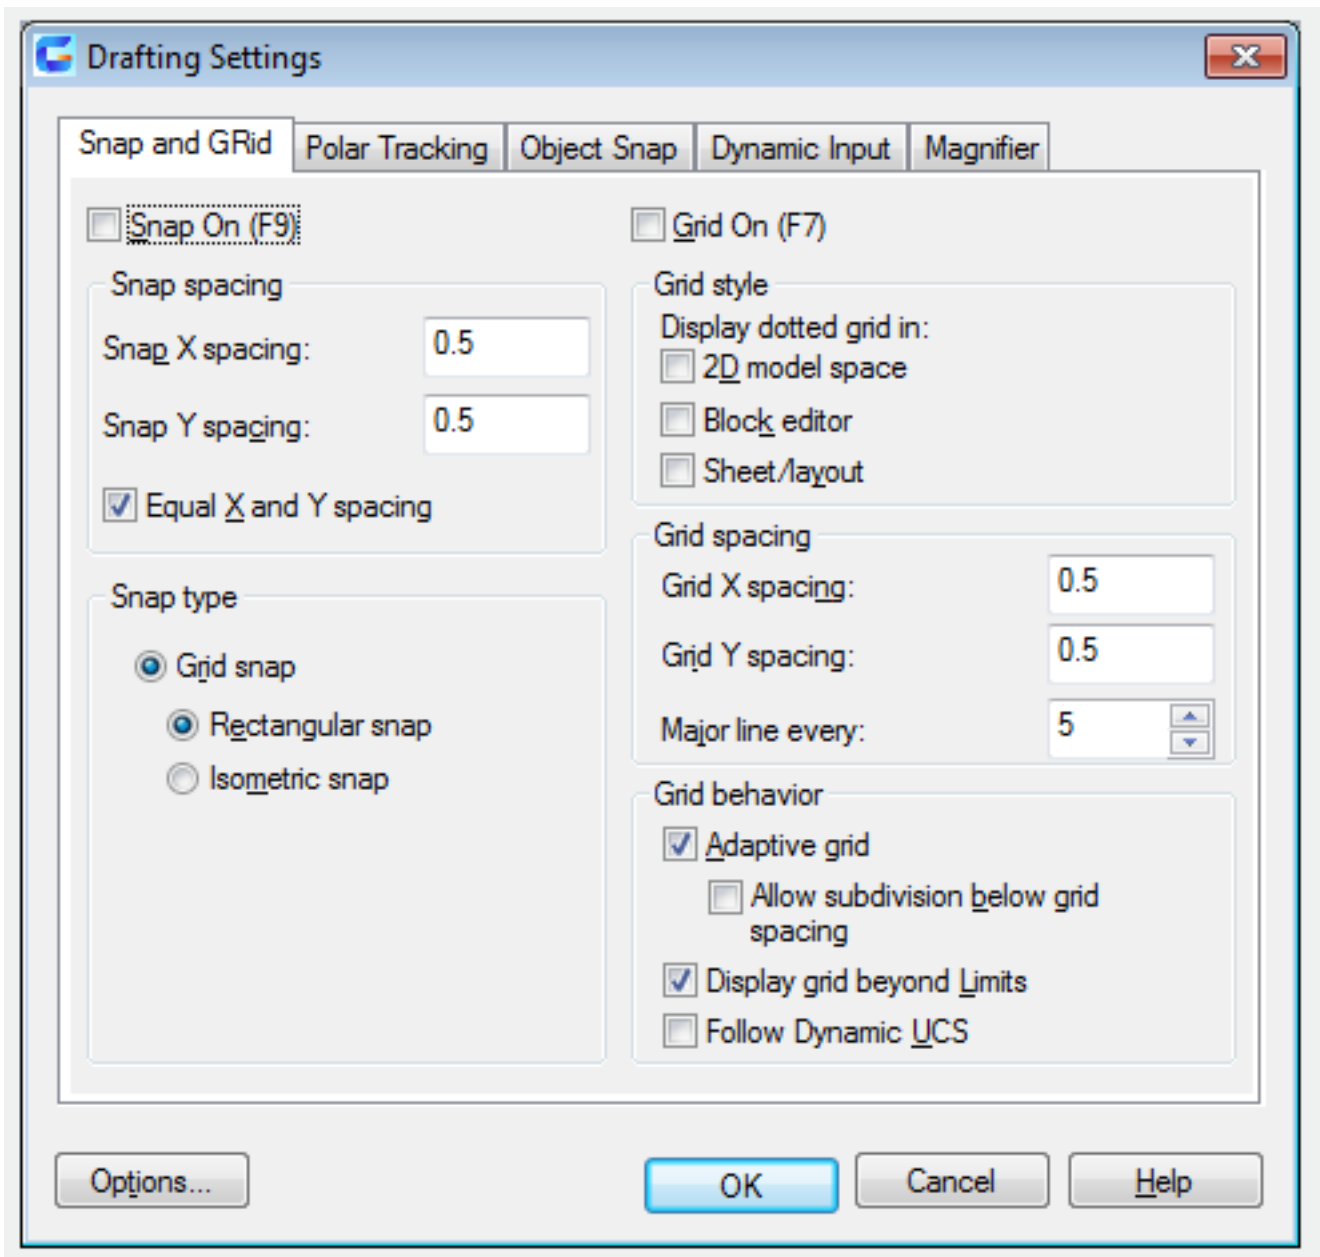 Drafting Settings
Snap and GRid
Polar Tracking
Object Snap
Dynamic Input
Magnifier
Snap On (F9)
Snap spacing
Snap X spacing: 0.5
Snap Y spacing: 0.5
Equal X and Y spacing
Snap type
Grid snap
Rectangular snap
Isometric snap
Grid On (F7)
Grid style
Display dotted grid in:
2D model space
Block editor
Sheet/layout
Grid spacing
Grid X spacing: 0.5
Grid Y spacing: 0.5
Major line every: 5
Grid behavior
Adaptive grid
Allow subdivision below grid
spacing
Display grid beyond Limits
Follow Dynamic UCS
Options...
OK
Cancel
Help